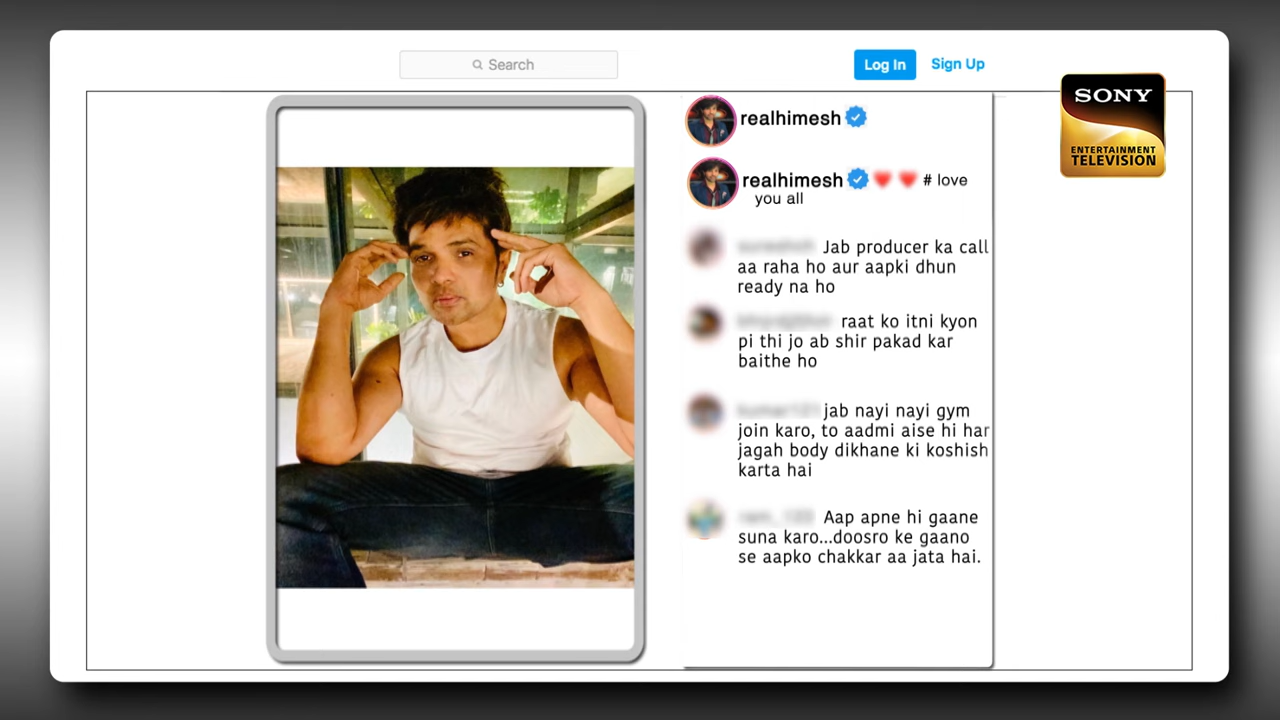 Search
Log In
Sign Up
SONY
ENTERTAINMENT
TELEVISION
realhimesh
realhimesh ❤️ ❤️ # love
you all
Jab producer ka call
aa raha ho aur aapki dhun
ready na ho
raat ko itni kyon
pi thi jo ab shir pakad kar
baithe ho
jab nayi nayi gym
join karo, to aadmi aise hi har
jagah body dikhane ki koshish
karta hai
Aap apne hi gaane
suna karo...doosro ke gaano
se aapko chakkar aa jata hai.